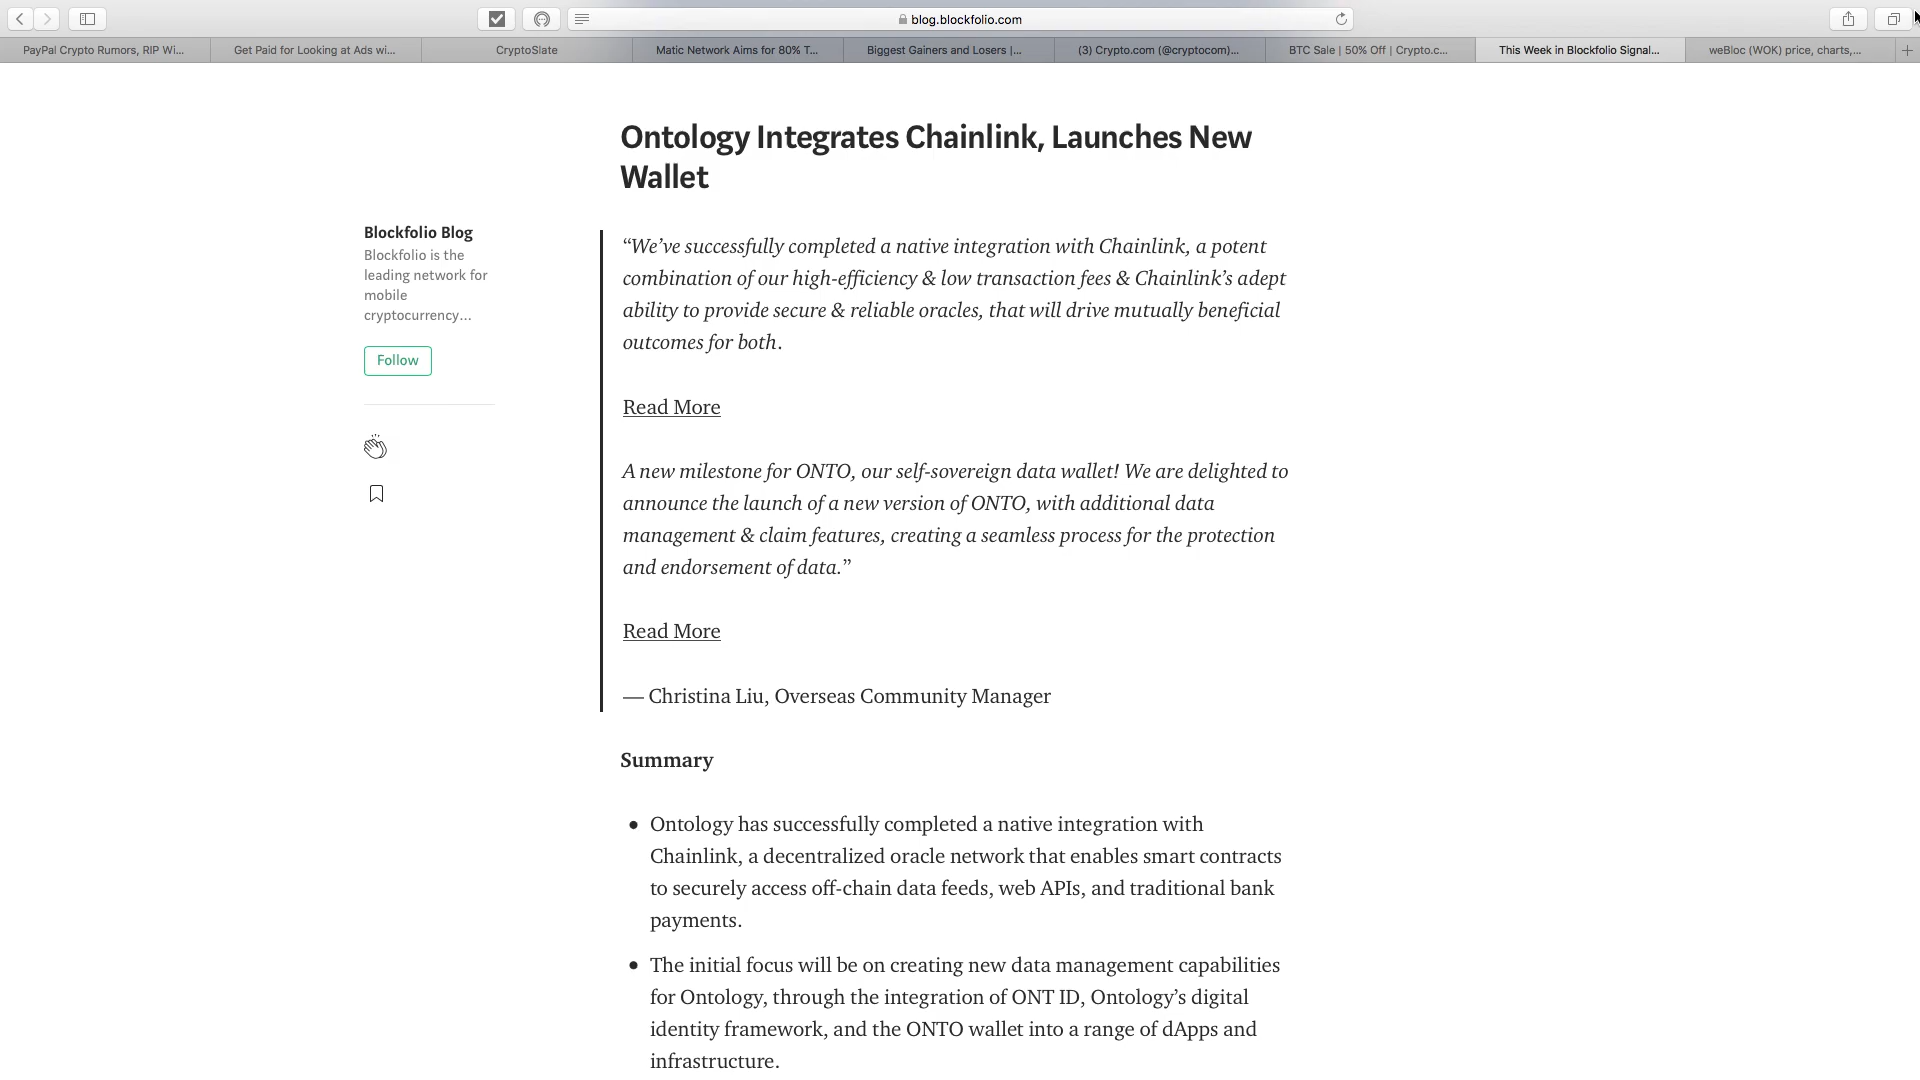 blog.blockfolio.com
PayPal Crypto Rumors, RIP Wi...
Get Paid for Looking at Ads wi...
CryptoSlate
Matic Network Aims for 80% T...
Biggest Gainers and Losers |...
(3) Crypto.com (@cryptocom)...
BTC Sale | 50% Off | Crypto.c...
This Week in Blockfolio Signal...
weBloc (WOK) price, charts,...
Ontology Integrates Chainlink, Launches New
Wallet
Blockfolio Blog
Blockfolio is the
leading network for
mobile
cryptocurrency...
Follow
“We’ve successfully completed a native integration with Chainlink, a potent
combination of our high-efficiency & low transaction fees & Chainlink’s adept
ability to provide secure & reliable oracles, that will drive mutually beneficial
outcomes for both.
Read More
A new milestone for ONTO, our self-sovereign data wallet! We are delighted to
announce the launch of a new version of ONTO, with additional data
management & claim features, creating a seamless process for the protection
and endorsement of data.”
Read More
— Christina Liu, Overseas Community Manager
Summary
• Ontology has successfully completed a native integration with
Chainlink, a decentralized oracle network that enables smart contracts
to securely access off-chain data feeds, web APIs, and traditional bank
payments.
• The initial focus will be on creating new data management capabilities
for Ontology, through the integration of ONT ID, Ontology’s digital
identity framework, and the ONTO wallet into a range of dApps and
infrastructure.